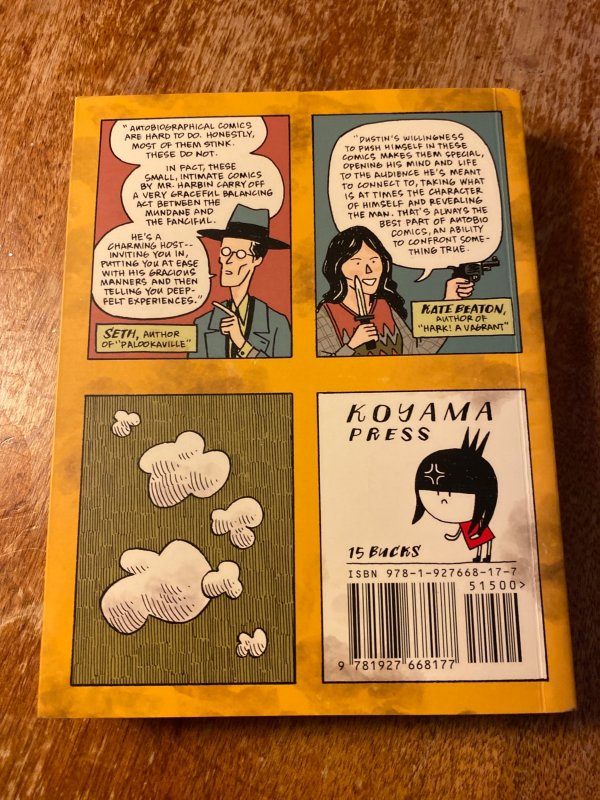 "AUTOBIOGRAPHICAL COMICS
ARE HARD TO DO. HONESTLY,
MOST OF THEM STINK.
THESE DO NOT.
IN FACT, THESE
SMALL, INTIMATE COMICS
BY MR. HARBIN CARRY OFF
A VERY GRACEFUL BALANCING
ACT BETWEEN THE
MUNDANE AND
THE FANCIFUL.
HE'S A
CHARMING HOST--
INVITING YOU IN,
PUTTING YOU AT EASE
WITH HIS GRACIOUS
MANNERS AND THEN
TELLING YOU DEEP-
FELT EXPERIENCES."
SETH, AUTHOR
OF "PALOOKAVILLE"
"DUSTIN'S WILLINGNESS
TO PUSH HIMSELF IN THESE
COMICS MAKES THEM SPECIAL,
OPENING HIS MIND AND LIFE
TO THE AUDIENCE HE'S MEANT
TO CONNECT TO, TAKING WHAT
IS AT TIMES THE CHARACTER
OF HIMSELF AND REVEALING
THE MAN. THAT'S ALWAYS THE
BEST PART OF AUTOBIO
COMICS, AN ABILITY
TO CONFRONT SOME-
THING TRUE.
KATE BEATON,
AUTHOR OF
"HARK! A VAGRANT"
KOYAMA
PRESS
15 BUCKS
ISBN 978-1-927668-17-7
51500>
9 781927 668177